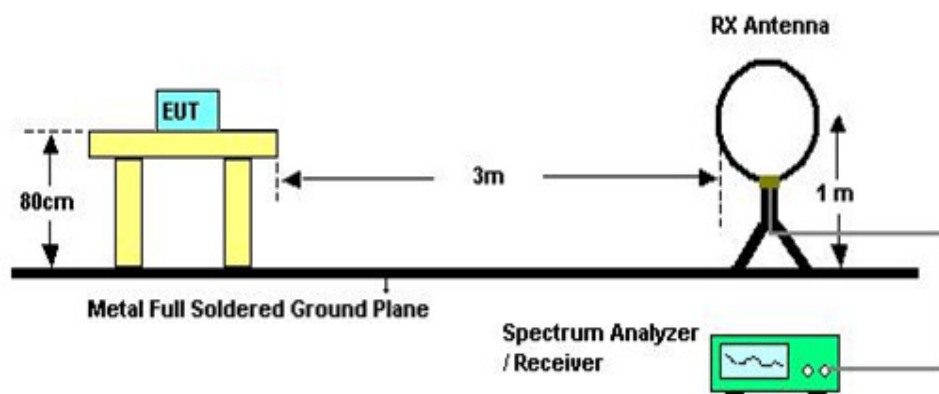 RX Antenna
EUT
80cm
3m
1 m
Metal Full Soldered Ground Plane
Spectrum Analyzer
/ Receiver